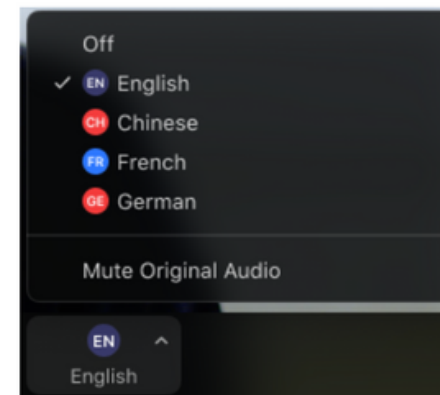 Off
EN English
CH Chinese
FR French
GE German
Mute Original Audio
EN
English